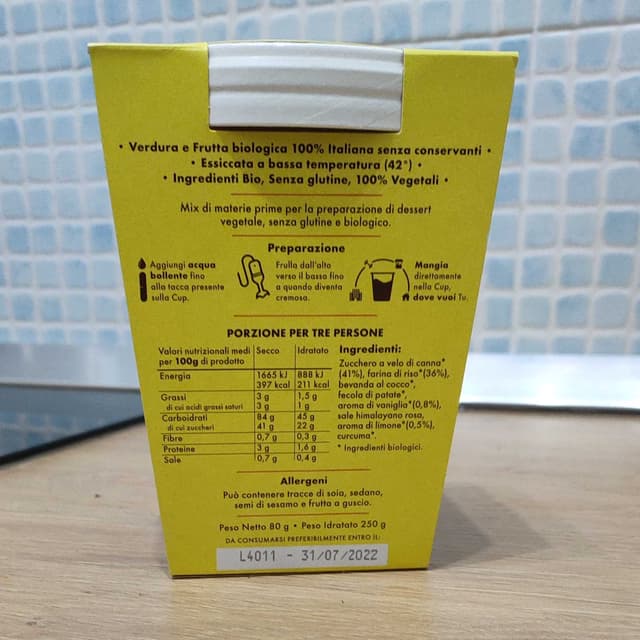 • Verdura e Frutta biologica 100% Italiana senza conservanti •
• Essiccata a bassa temperatura (42°) •
• Ingredienti Bio, Senza glutine, 100% Vegetali •
Mix di materie prime per la preparazione di dessert
vegetale, senza glutine e biologico.
Preparazione
Aggiungi acqua
bollente fino
alla tacca presente
sulla Cup.
Frulla dall'alto
verso il basso fino
a quando diventa
cremosa.
Mangia
direttamente
nella Cup,
dove vuoi Tu.
PORZIONE PER TRE PERSONE
Valori nutrizionali medi
per 100g di prodotto
Secco
Idratato
Energia 1665 kJ 888 kJ
397 kcal 211 kcal
Grassi 3 g 1,5 g
di cui acidi grassi saturi 3 g 1 g
Carboidrati 84 g 45 g
di cui zuccheri 41 g 22 g
Fibre 0,7 g 0,3 g
Proteine 3 g 1,6 g
Sale 0,7 g 0,4 g
Ingredienti:
Zucchero a velo di canna*
(41%), farina di riso*(36%),
bevanda al cocco*,
fecola di patate*,
aroma di vaniglia*(0,8%),
sale himalayano rosa,
aroma di limone*(0,5%),
curcuma*.
* Ingredienti biologici.
Allergeni
Può contenere tracce di soia, sedano,
semi di sesamo e frutta a guscio.
Peso Netto 80 g • Peso Idratato 250 g
DA CONSUMARSI PREFERIBILMENTE ENTRO IL:
L4011 - 31/07/2022